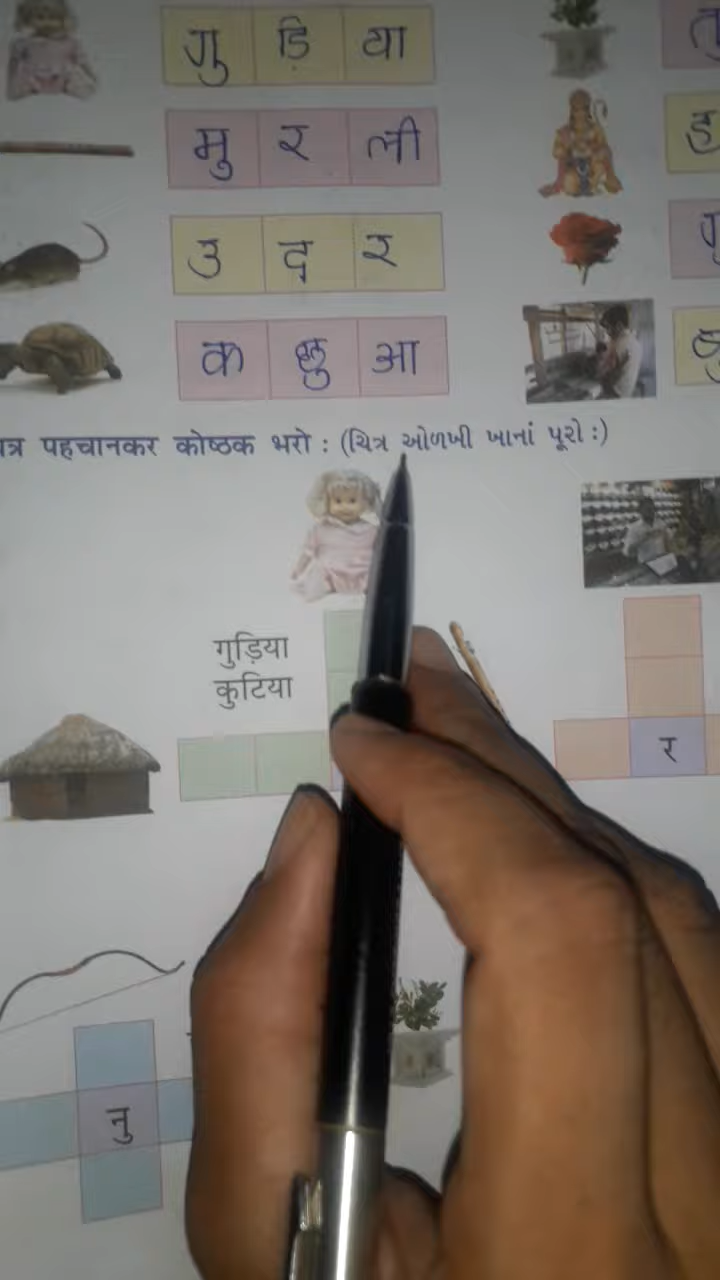 गु ड़ि या
मु र ली
उ द र
क छु आ
पहचानकर कोष्ठक भरो : (ચિત્ર ઓળખી ખાનાં પૂરો :)
गुड़िया
कुटिया
र
नु